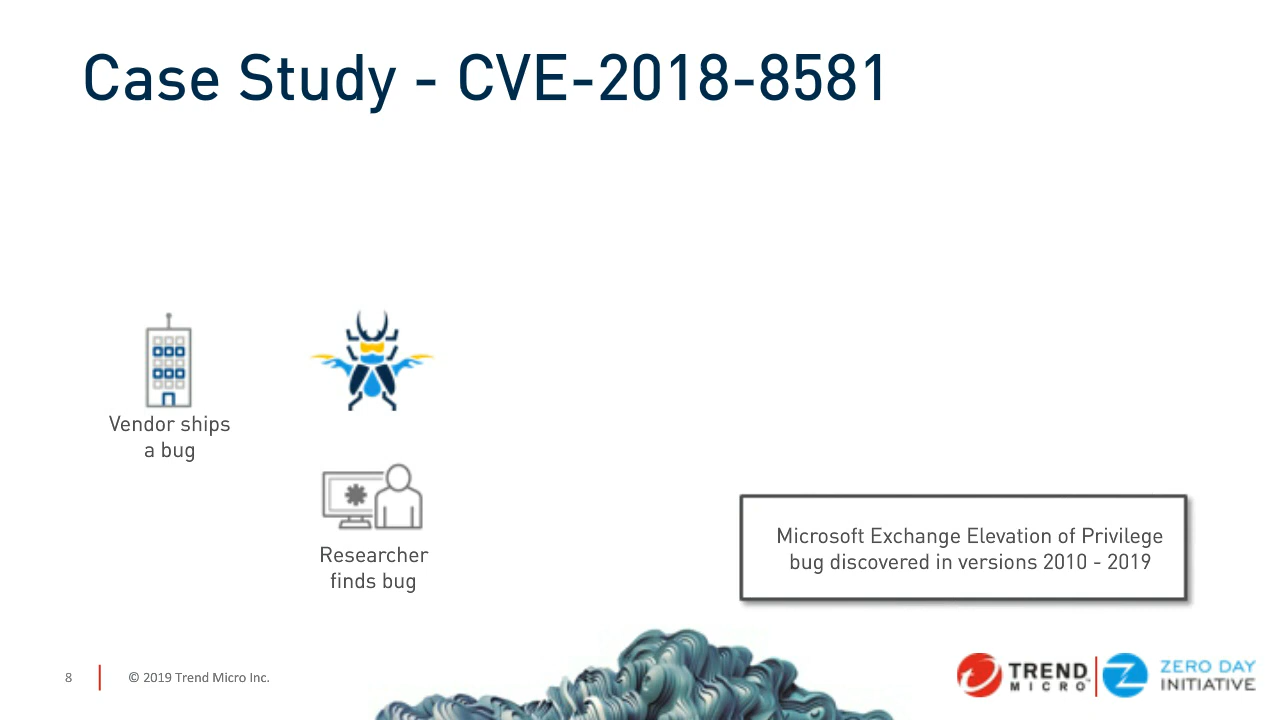 Case Study - CVE-2018-8581
Vendor ships
a bug
Researcher
finds bug
Microsoft Exchange Elevation of Privilege
bug discovered in versions 2010 - 2019
8
© 2019 Trend Micro Inc.
TREND
MICRO™
ZERO DAY
INITIATIVE